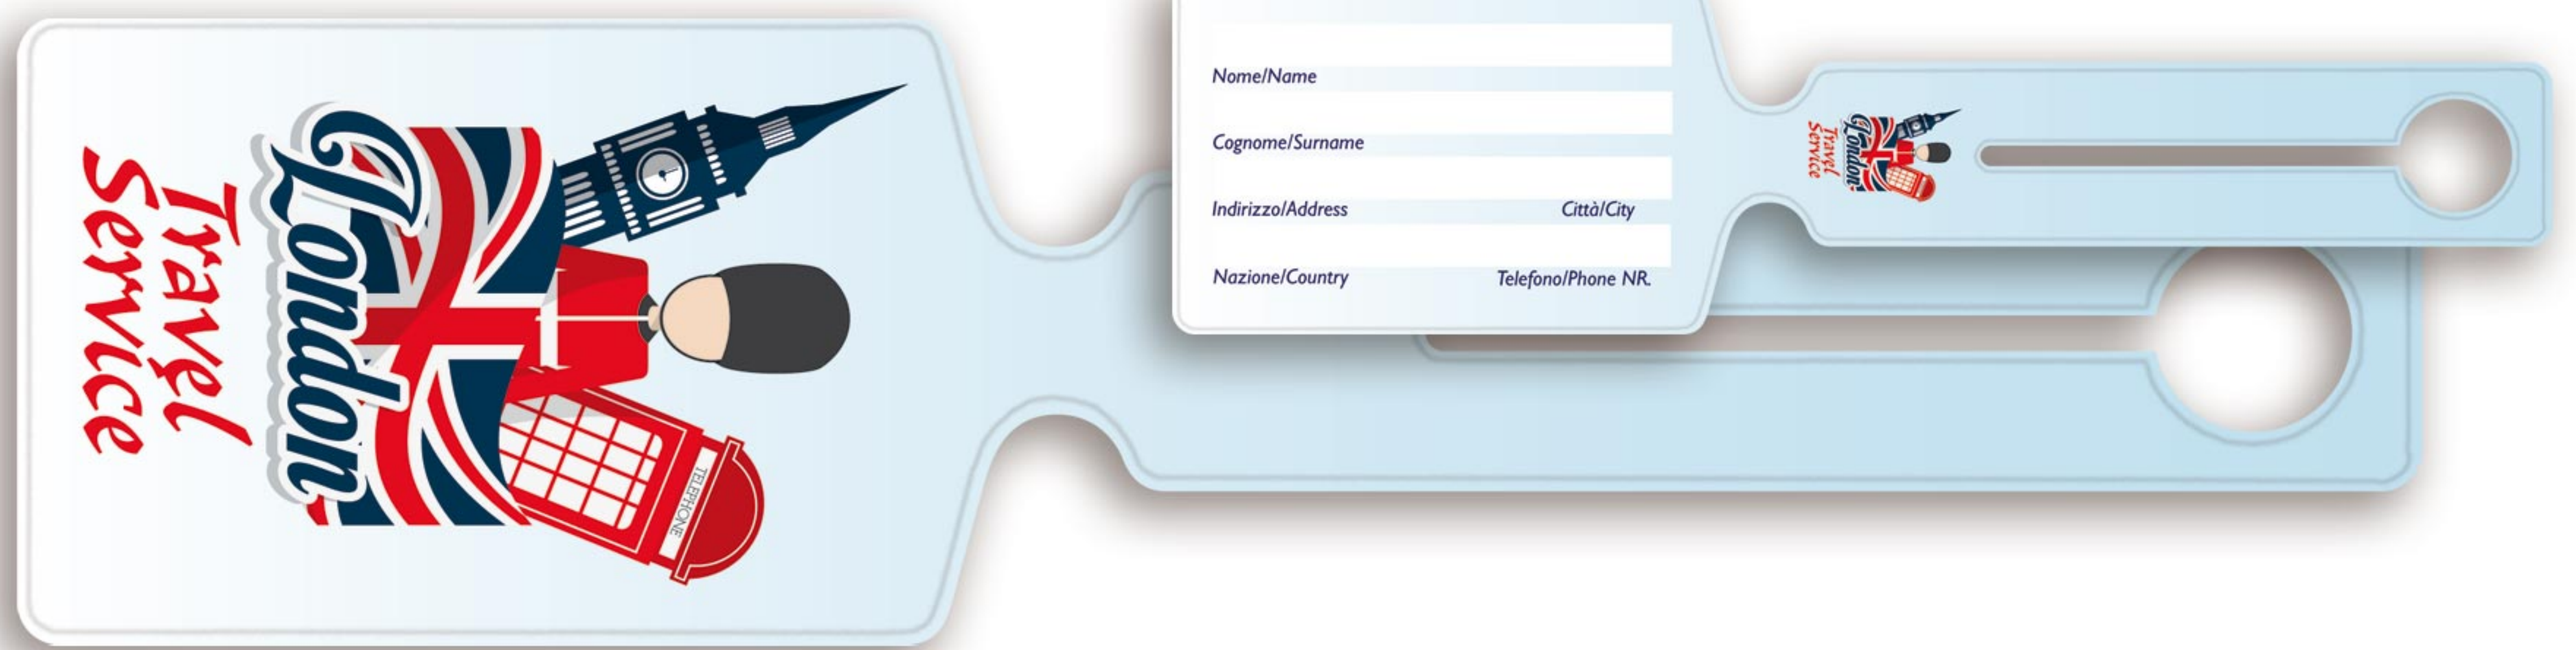 London
Travel
Service
TELEPHONE
Nome/Name
Cognome/Surname
Indirizzo/Address Città/City
Nazione/Country Telefono/Phone NR.
London
Travel
Service